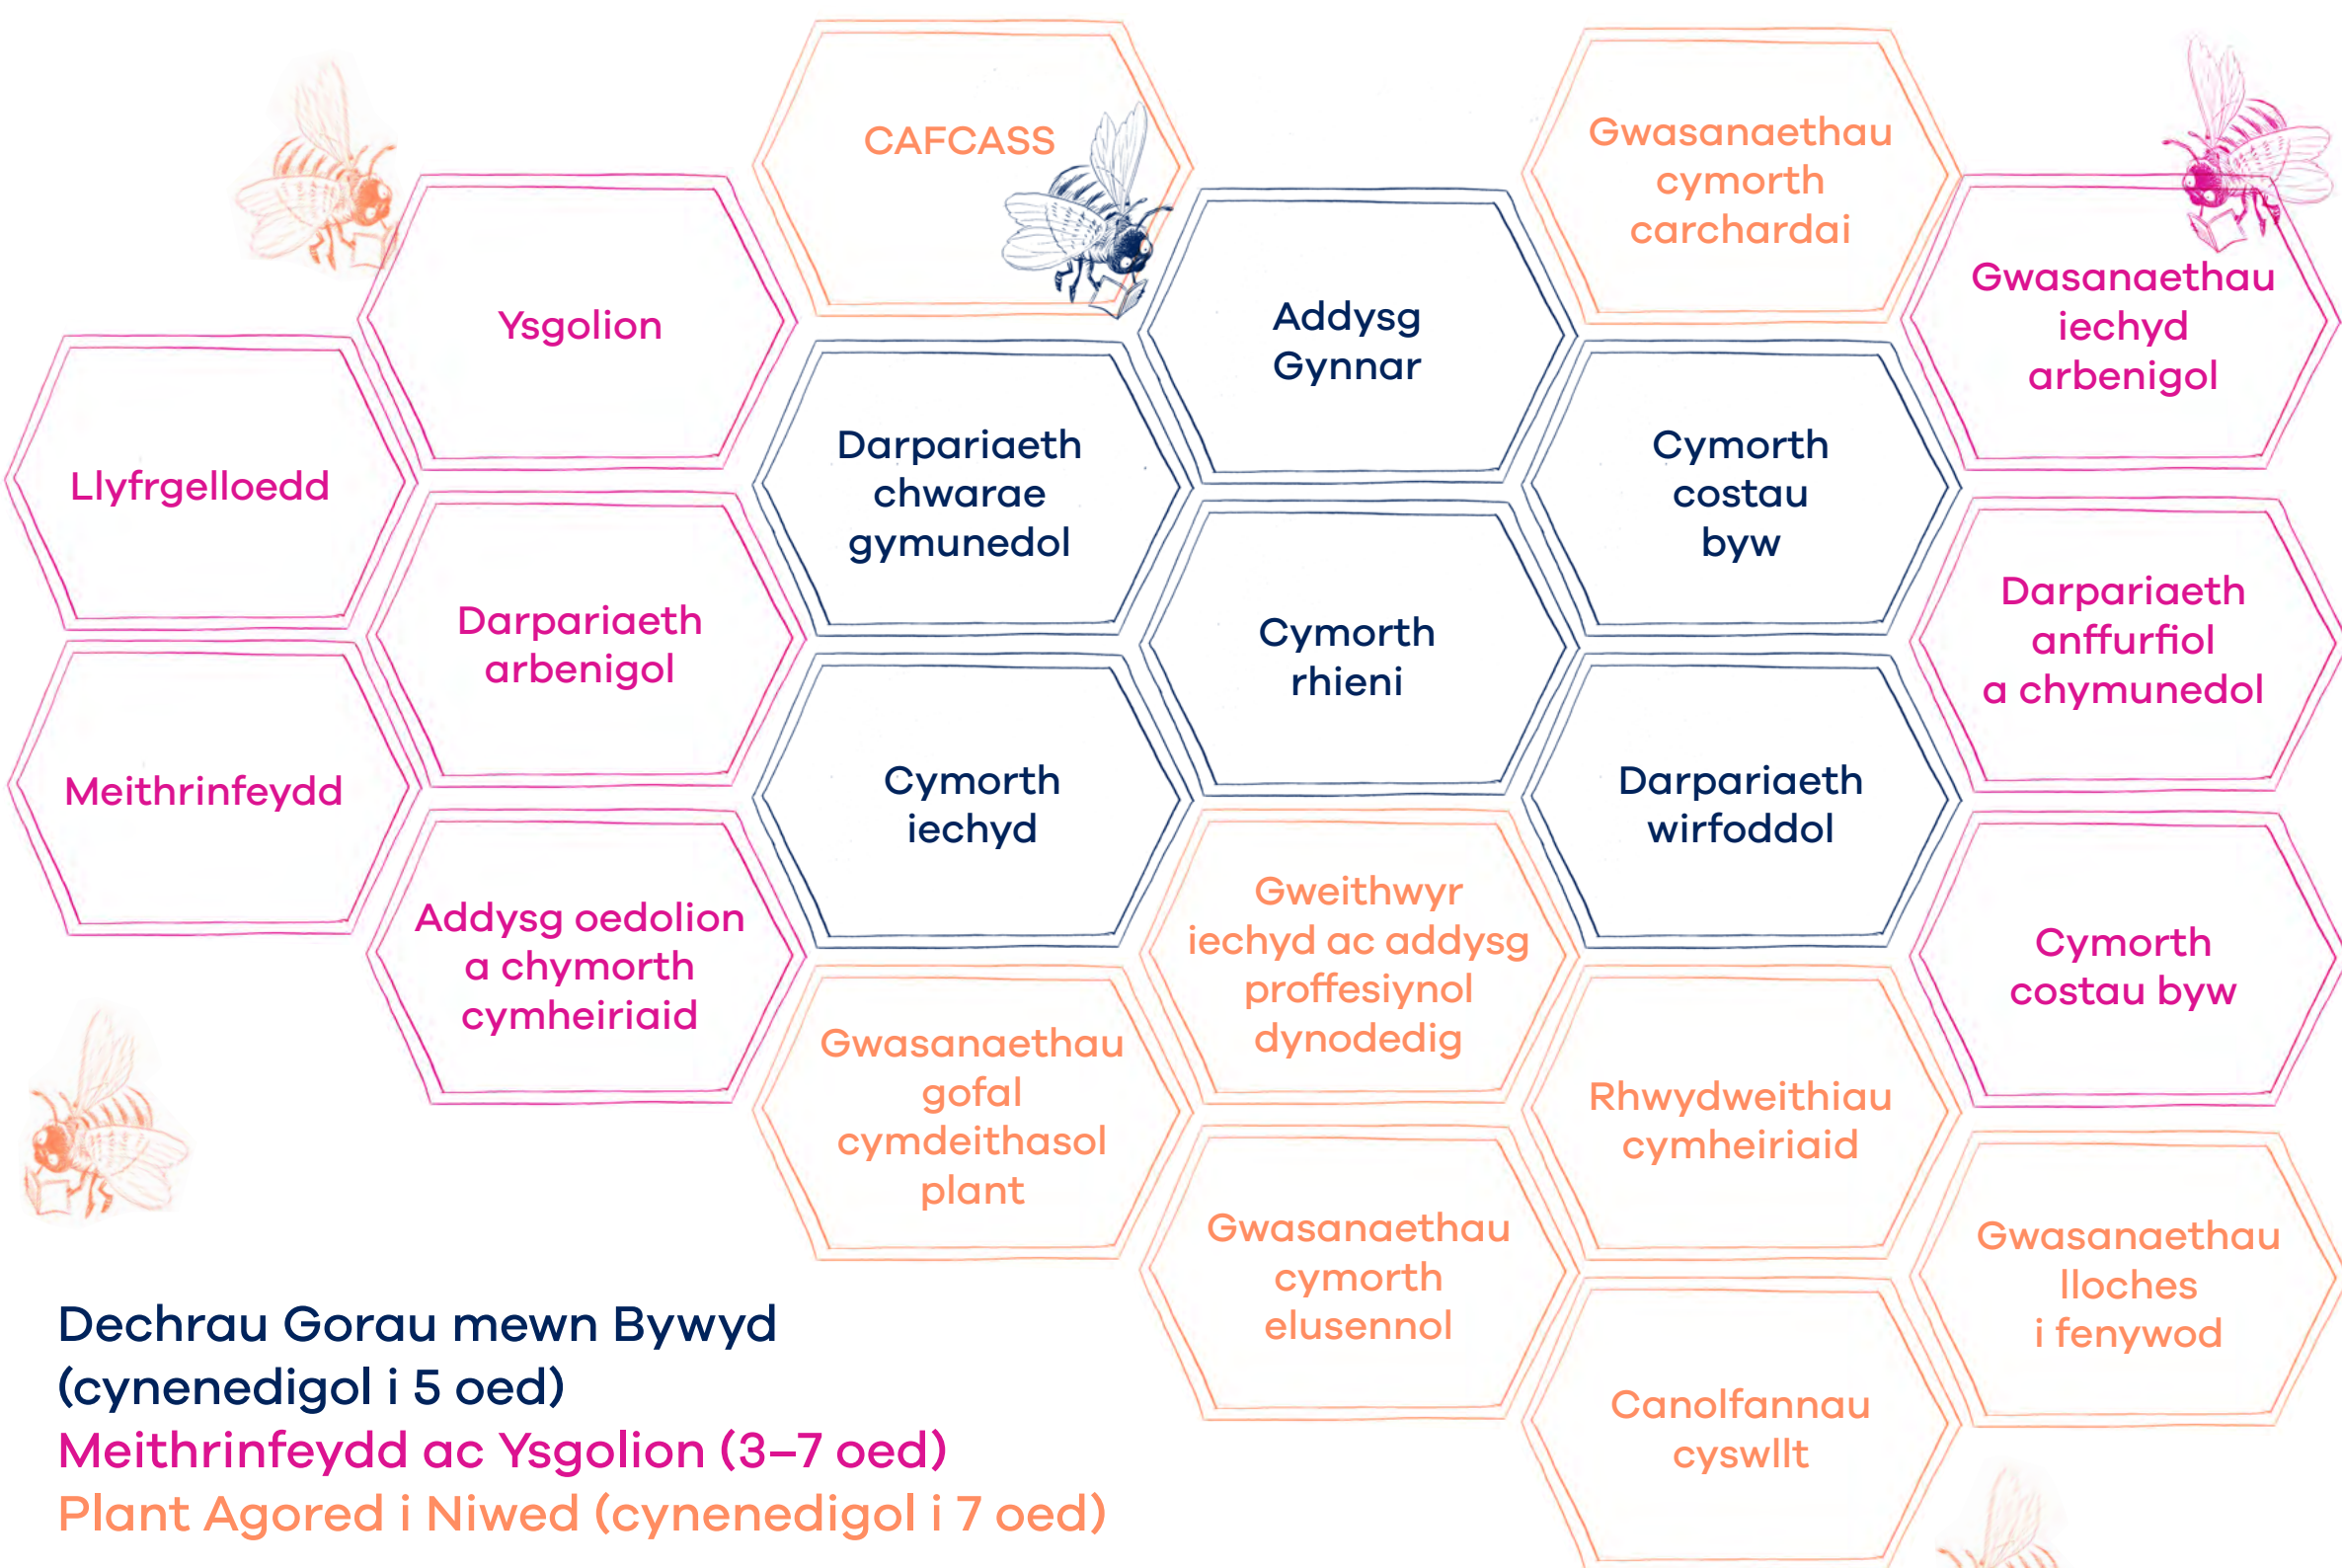 CAFCASS
Gwasanaethau
cymorth
carchardai
Ysgolion
Addysg
Gynnar
Gwasanaethau
iechyd
arbenigol
Llyfrgelloedd
Darpariaeth
chwarae
gymunedol
Cymorth
costau
byw
Darpariaeth
arbenigol
Cymorth
rhieni
Darpariaeth
anffurfiol
a chymunedol
Meithrinfeydd
Cymorth
iechyd
Darpariaeth
wirfoddol
Addysg oedolion
a chymorth
cymheiriaid
Gweithwyr
iechyd ac addysg
proffesiynol
dynodedig
Cymorth
costau byw
Gwasanaethau
gofal
cymdeithasol
plant
Rhwydweithiau
cymheiriaid
Gwasanaethau
cymorth
elusennol
Gwasanaethau
lloches
i fenywod
Canolfannau
cyswllt
Dechrau Gorau mewn Bywyd
(cynenedigol i 5 oed)
Meithrinfeydd ac Ysgolion (3–7 oed)
Plant Agored i Niwed (cynenedigol i 7 oed)